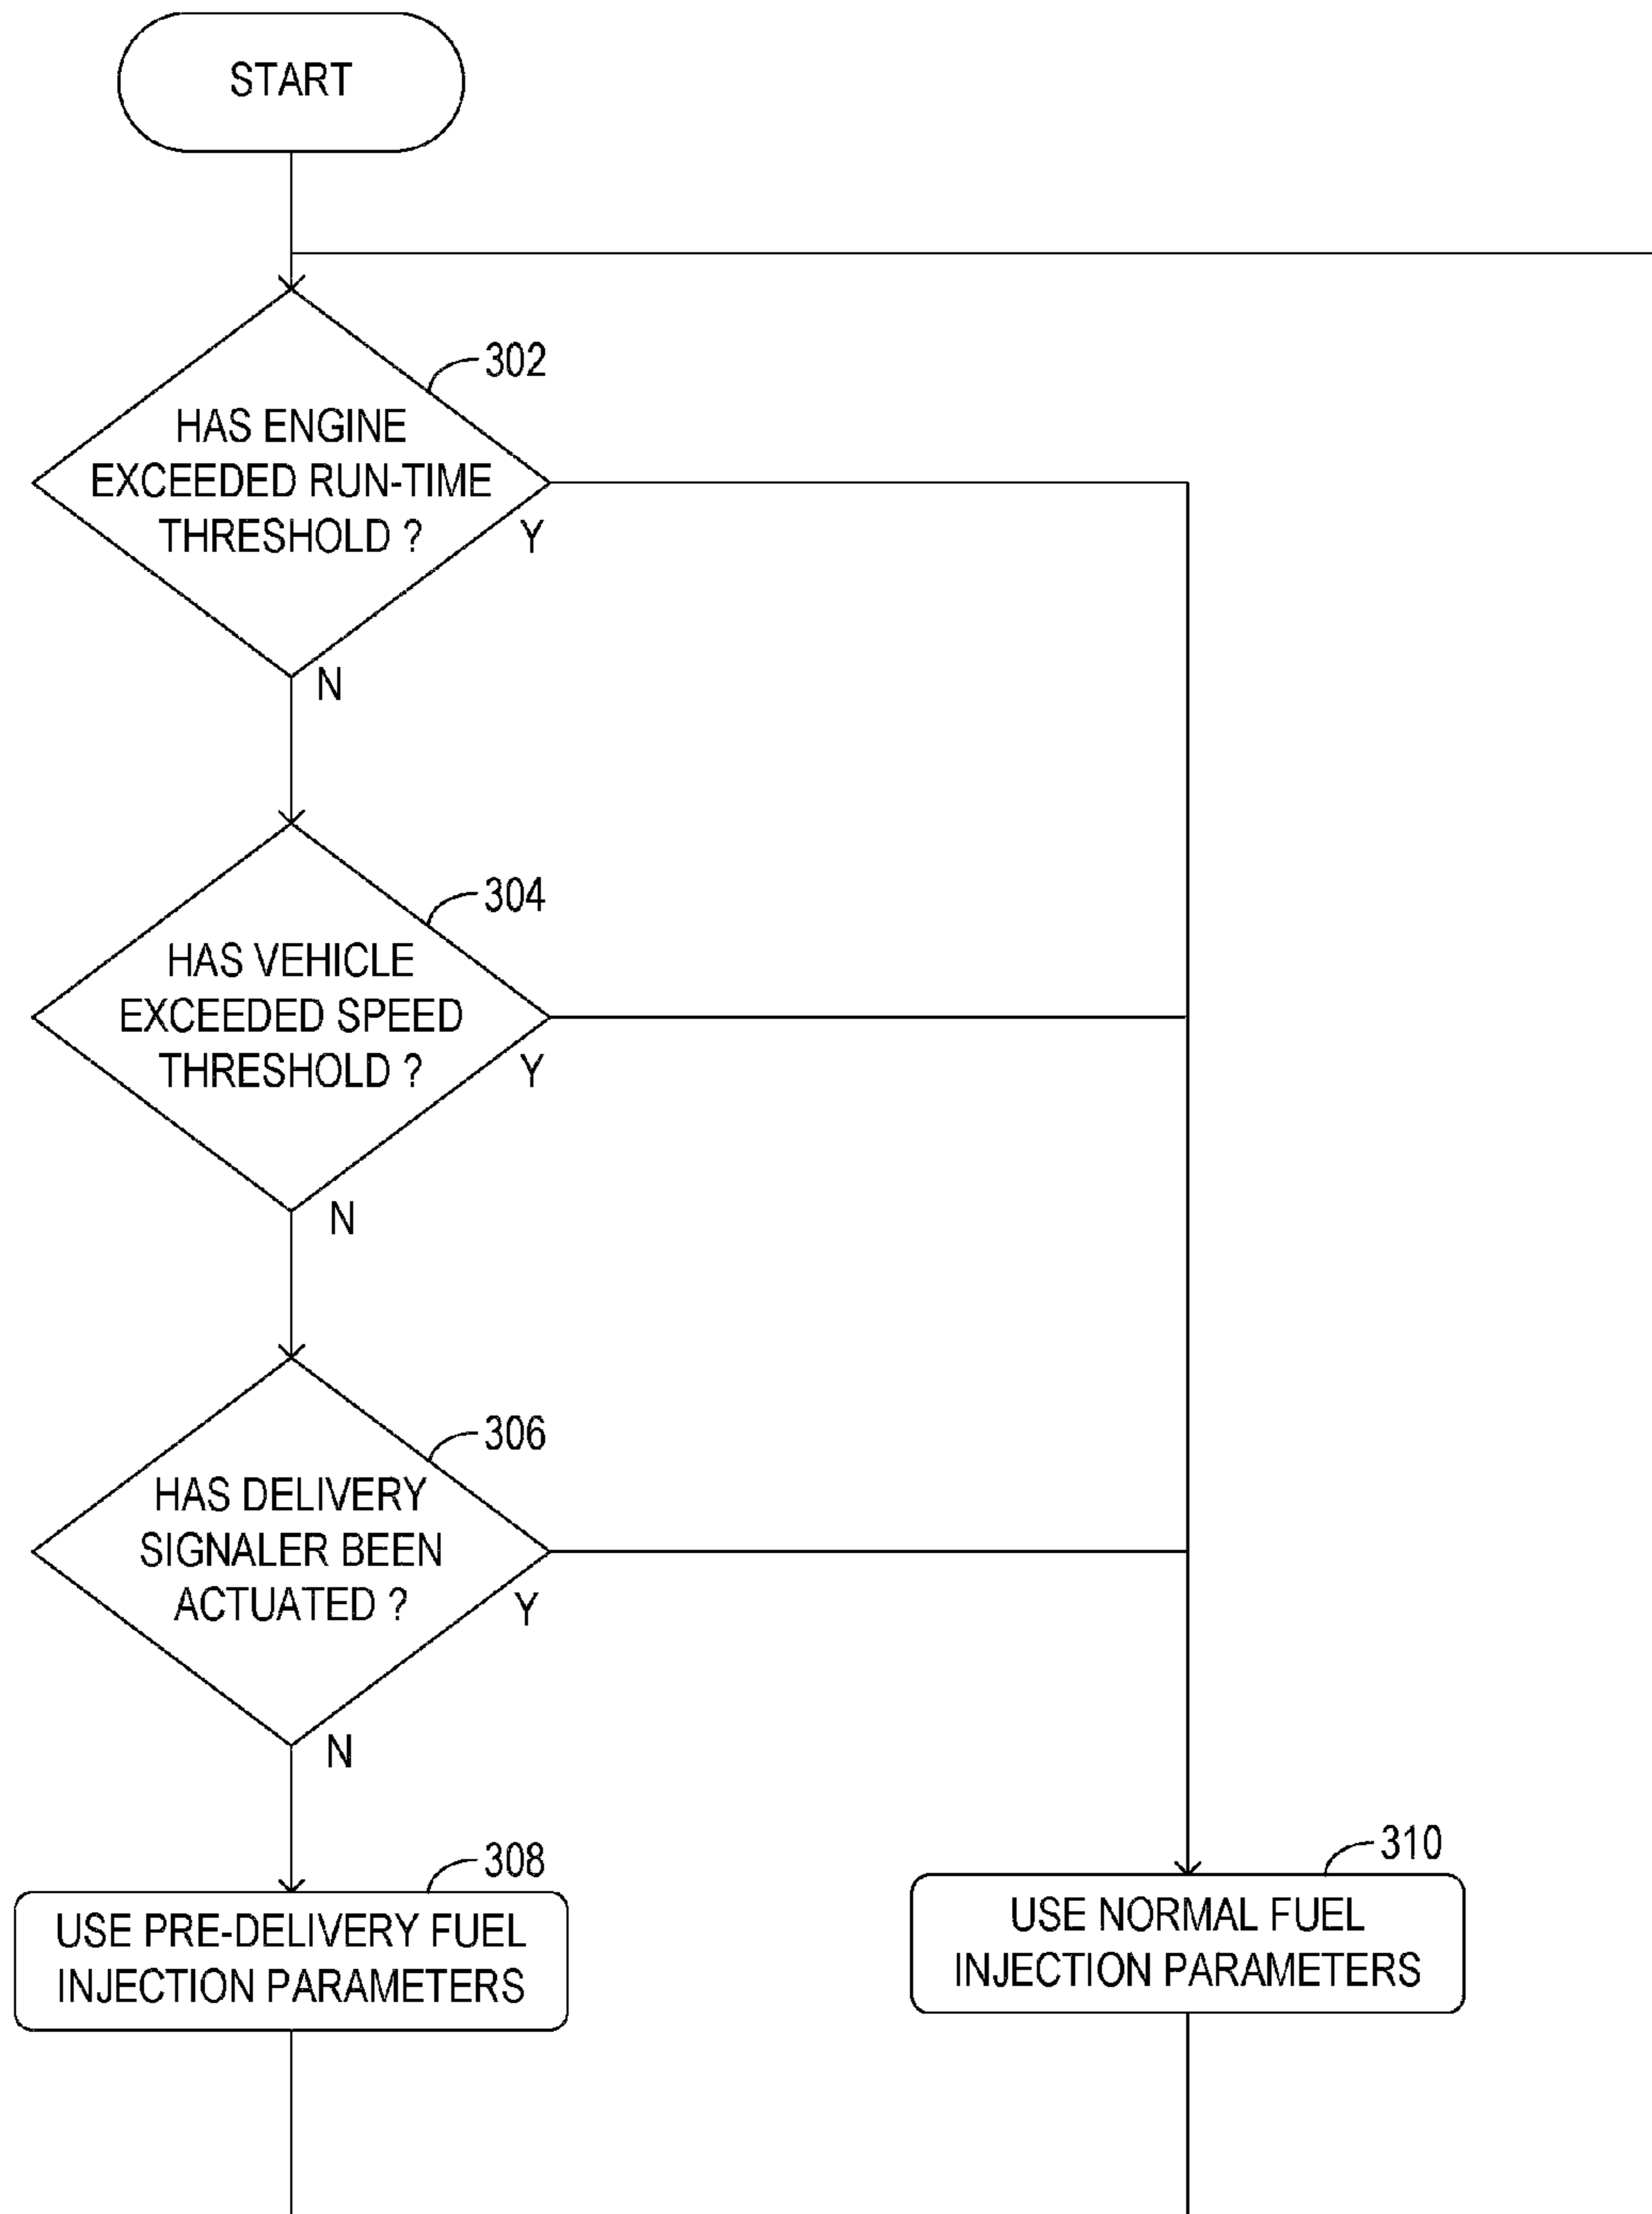 START
302
HAS ENGINE
EXCEEDED RUN-TIME
THRESHOLD ?
Y
N
304
HAS VEHICLE
EXCEEDED SPEED
THRESHOLD ?
Y
N
306
HAS DELIVERY
SIGNALER BEEN
ACTUATED ?
Y
N
308
USE PRE-DELIVERY FUEL
INJECTION PARAMETERS
310
USE NORMAL FUEL
INJECTION PARAMETERS